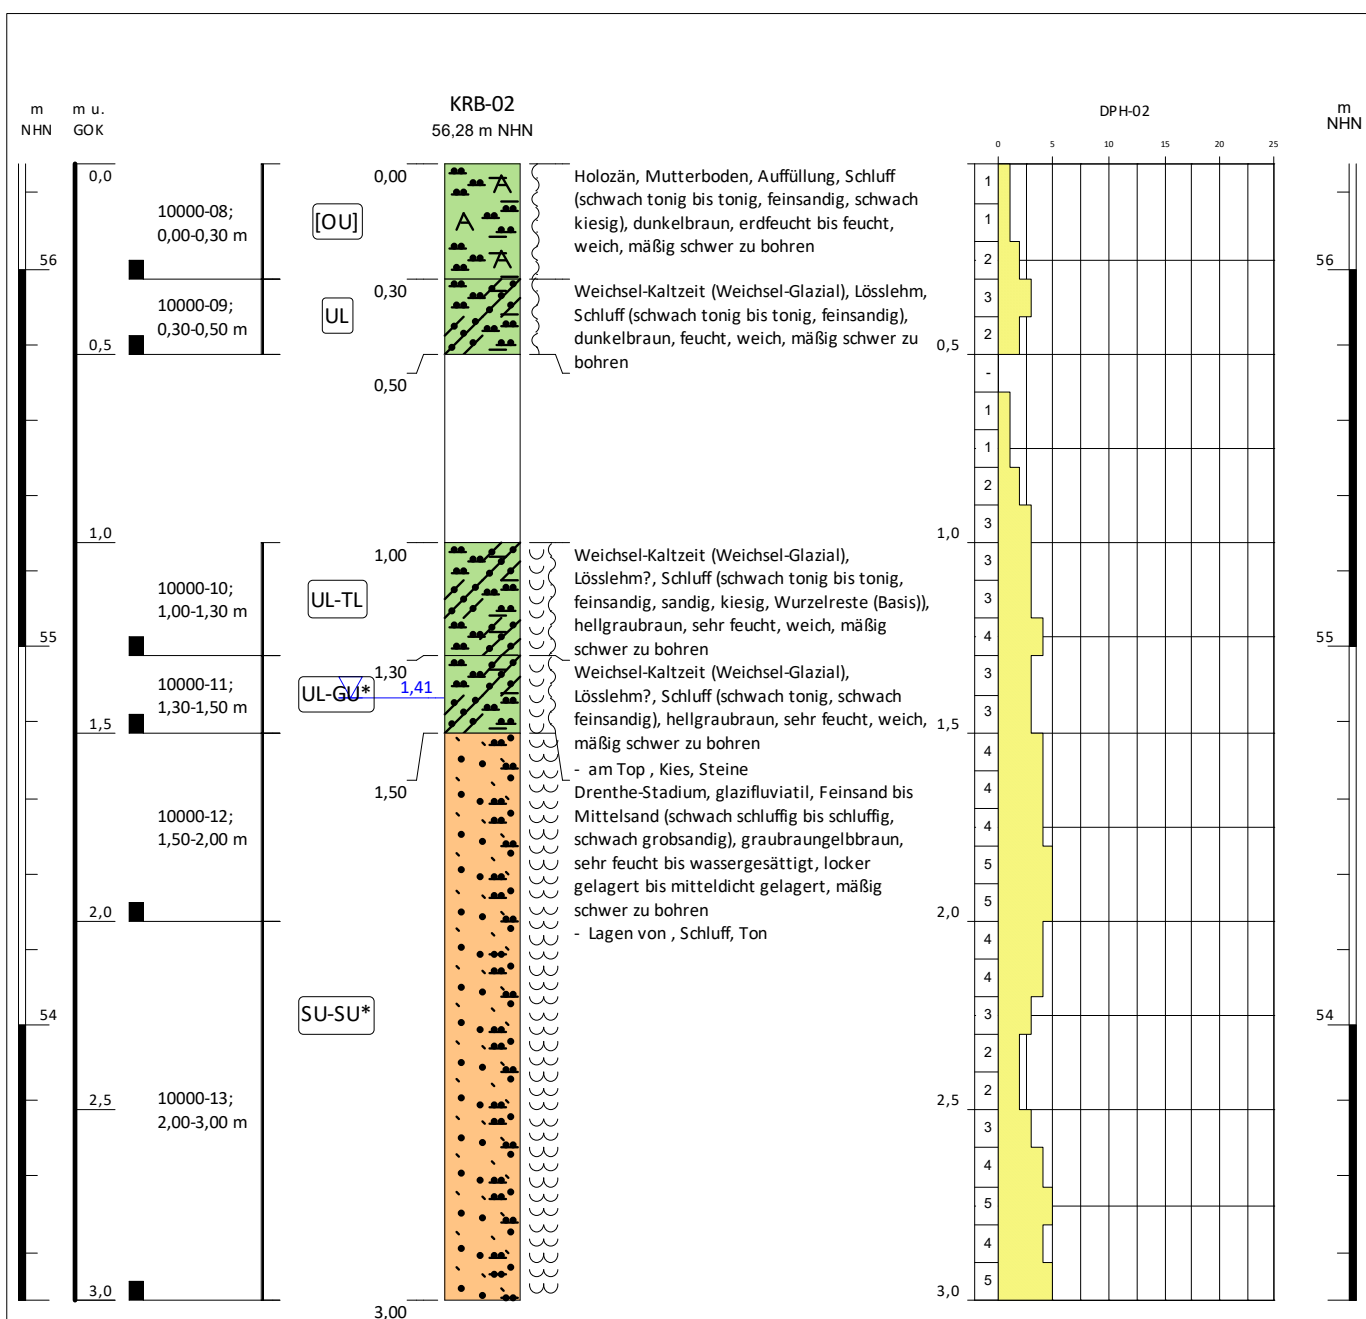 KRB-02
56,28 m NHN
DPH-02
m
NHN
m u.
GOK
m
NHN
0 5 10 15 20 25
0,0
0,5
1,0
1,5
2,0
2,5
3,0
56
55
54
10000-08;
0,00-0,30 m
10000-09;
0,30-0,50 m
10000-10;
1,00-1,30 m
10000-11;
1,30-1,50 m
10000-12;
1,50-2,00 m
10000-13;
2,00-3,00 m
[OU]
UL
UL-TL
UL-GU*
SU-SU*
0,00
0,30
0,50
1,00
1,30
1,41
1,50
3,00
A
A
A
Holozän, Mutterboden, Auffüllung, Schluff
(schwach tonig bis tonig, feinsandig, schwach
kiesig), dunkelbraun, erdfeucht bis feucht,
weich, mäßig schwer zu bohren
Weichsel-Kaltzeit (Weichsel-Glazial), Lösslehm,
Schluff (schwach tonig bis tonig, feinsandig),
dunkelbraun, feucht, weich, mäßig schwer zu
bohren
Weichsel-Kaltzeit (Weichsel-Glazial),
Lösslehm?, Schluff (schwach tonig bis tonig,
feinsandig, sandig, kiesig, Wurzelreste (Basis)),
hellgraubraun, sehr feucht, weich, mäßig
schwer zu bohren
Weichsel-Kaltzeit (Weichsel-Glazial),
Lösslehm?, Schluff (schwach tonig, schwach
feinsandig), hellgraubraun, sehr feucht, weich,
mäßig schwer zu bohren
- am Top , Kies, Steine
Drenthe-Stadium, glazifluviatil, Feinsand bis
Mittelsand (schwach schluffig bis schluffig,
schwach grobsandig), graubraungelbbraun,
sehr feucht bis wassergesättigt, locker
gelagert bis mitteldicht gelagert, mäßig
schwer zu bohren
- Lagen von , Schluff, Ton
0,5
1,0
1,5
2,0
2,5
3,0
1
1
2
3
2
-
1
1
2
3
3
3
4
3
3
4
4
4
5
5
4
4
3
2
2
3
4
5
4
5
56
55
54